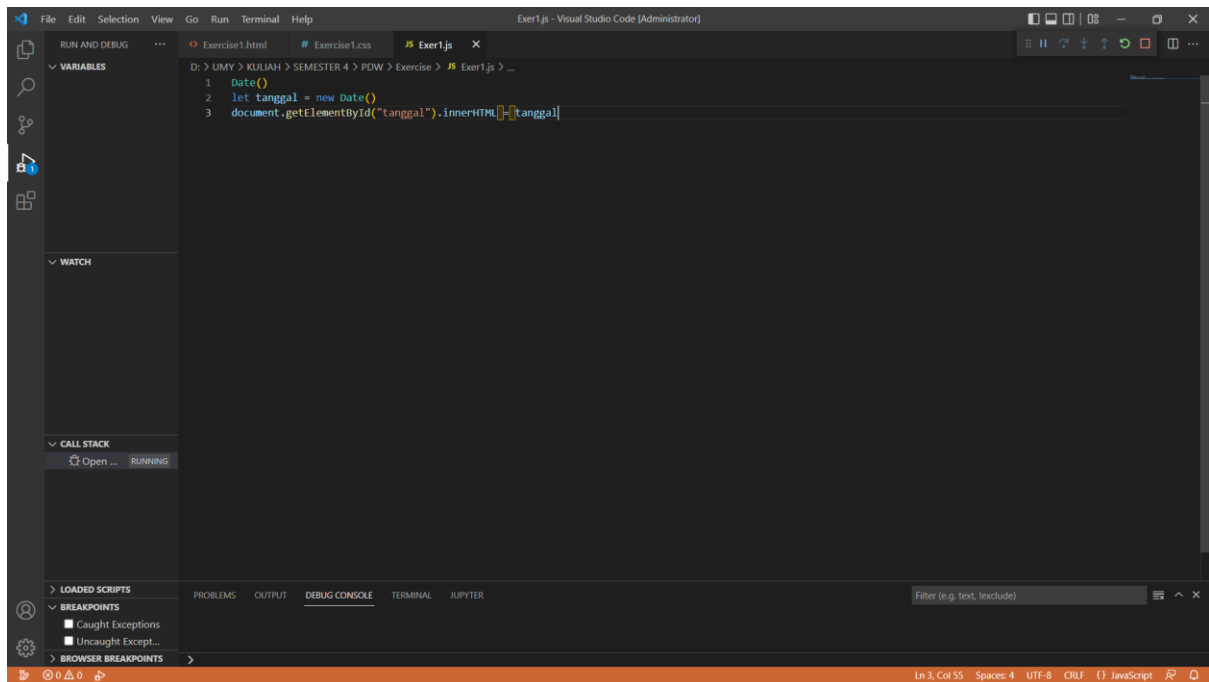 File Edit Selection View Go Run Terminal Help Exer1.js - Visual Studio Code [Administrator]
RUN AND DEBUG ...
Exercise1.html # Exercise1.css JS Exer1.js
VARIABLES
D: > UMY > KULIAH > SEMESTER 4 > PDW > Exercise > JS Exer1.js > ...
1 Date()
2 let tanggal = new Date()
3 document.getElementById("tanggal").innerHTML = tanggal
1
WATCH
CALL STACK
Open ... RUNNING
LOADED SCRIPTS
BREAKPOINTS
Caught Exceptions
Uncaught Except...
BROWSER BREAKPOINTS
PROBLEMS OUTPUT DEBUG CONSOLE TERMINAL JUPYTER Filter (e.g. text, !exclude)
>
0 0 Ln 3, Col 55 Spaces: 4 UTF-8 CRLF {} JavaScript